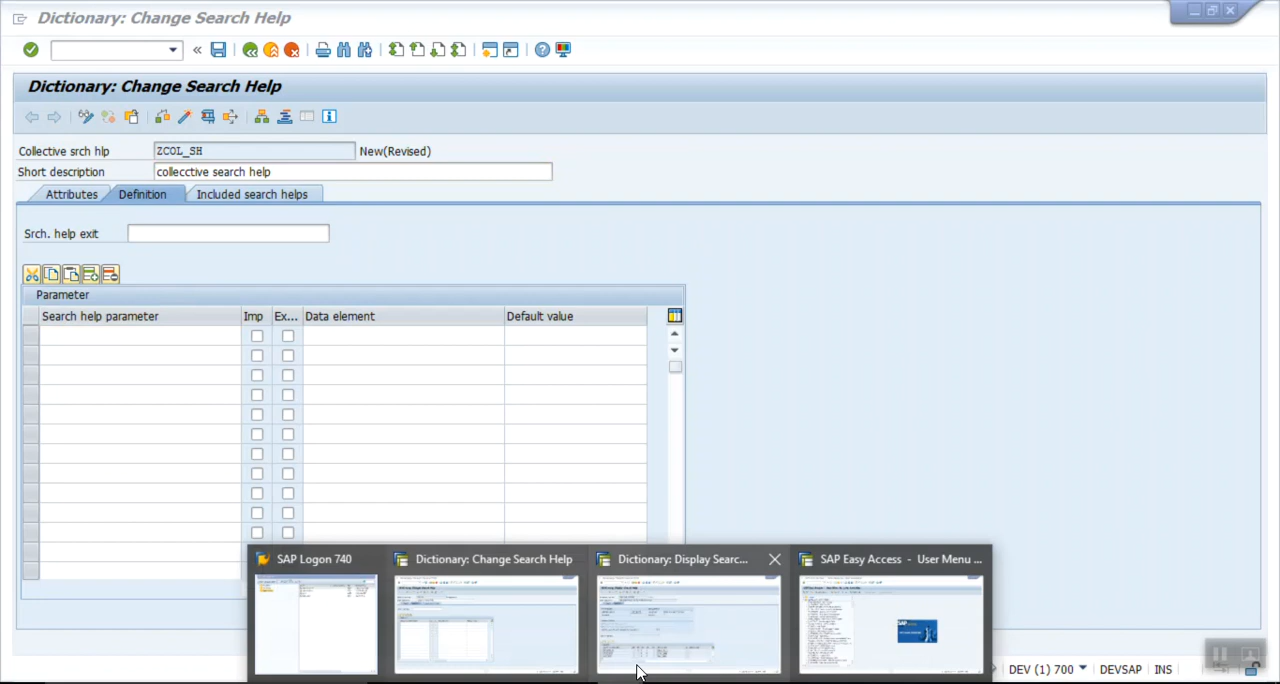 Dictionary: Change Search Help
Dictionary: Change Search Help
Collective srch hlp ZCOL_SH New(Revised)
Short description collecctive search help
Attributes Definition Included search helps
Srch. help exit
Parameter
Search help parameter Imp Ex... Data element Default value
SAP Logon 740 Dictionary: Change Search Help Dictionary: Display Searc... SAP Easy Access - User Menu ...
DEV (1) 700 DEVSAP INS